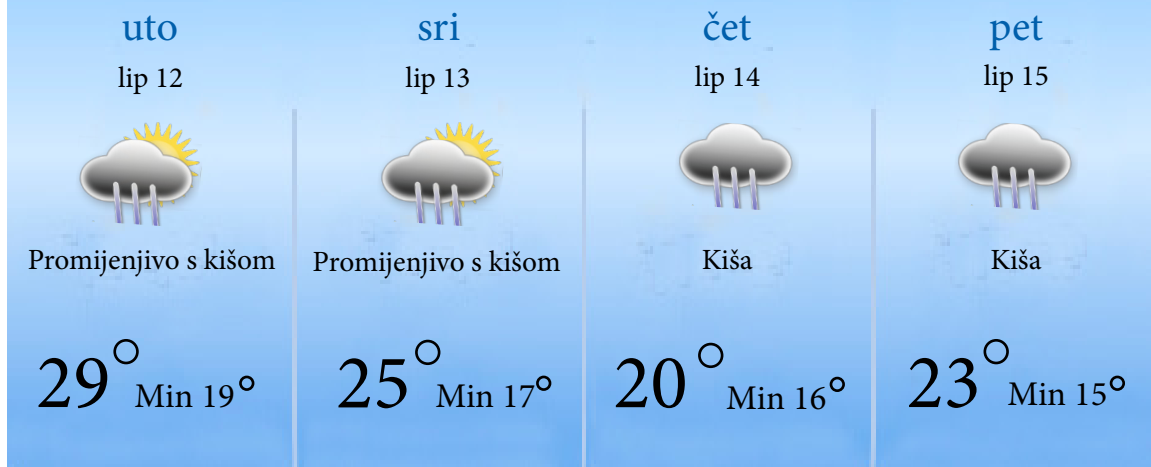 uto
lip 12
Promijenjivo s kišom
29° Min 19°
sri
lip 13
Promijenjivo s kišom
25° Min 17°
čet
lip 14
Kiša
20° Min 16°
pet
lip 15
Kiša
23° Min 15°